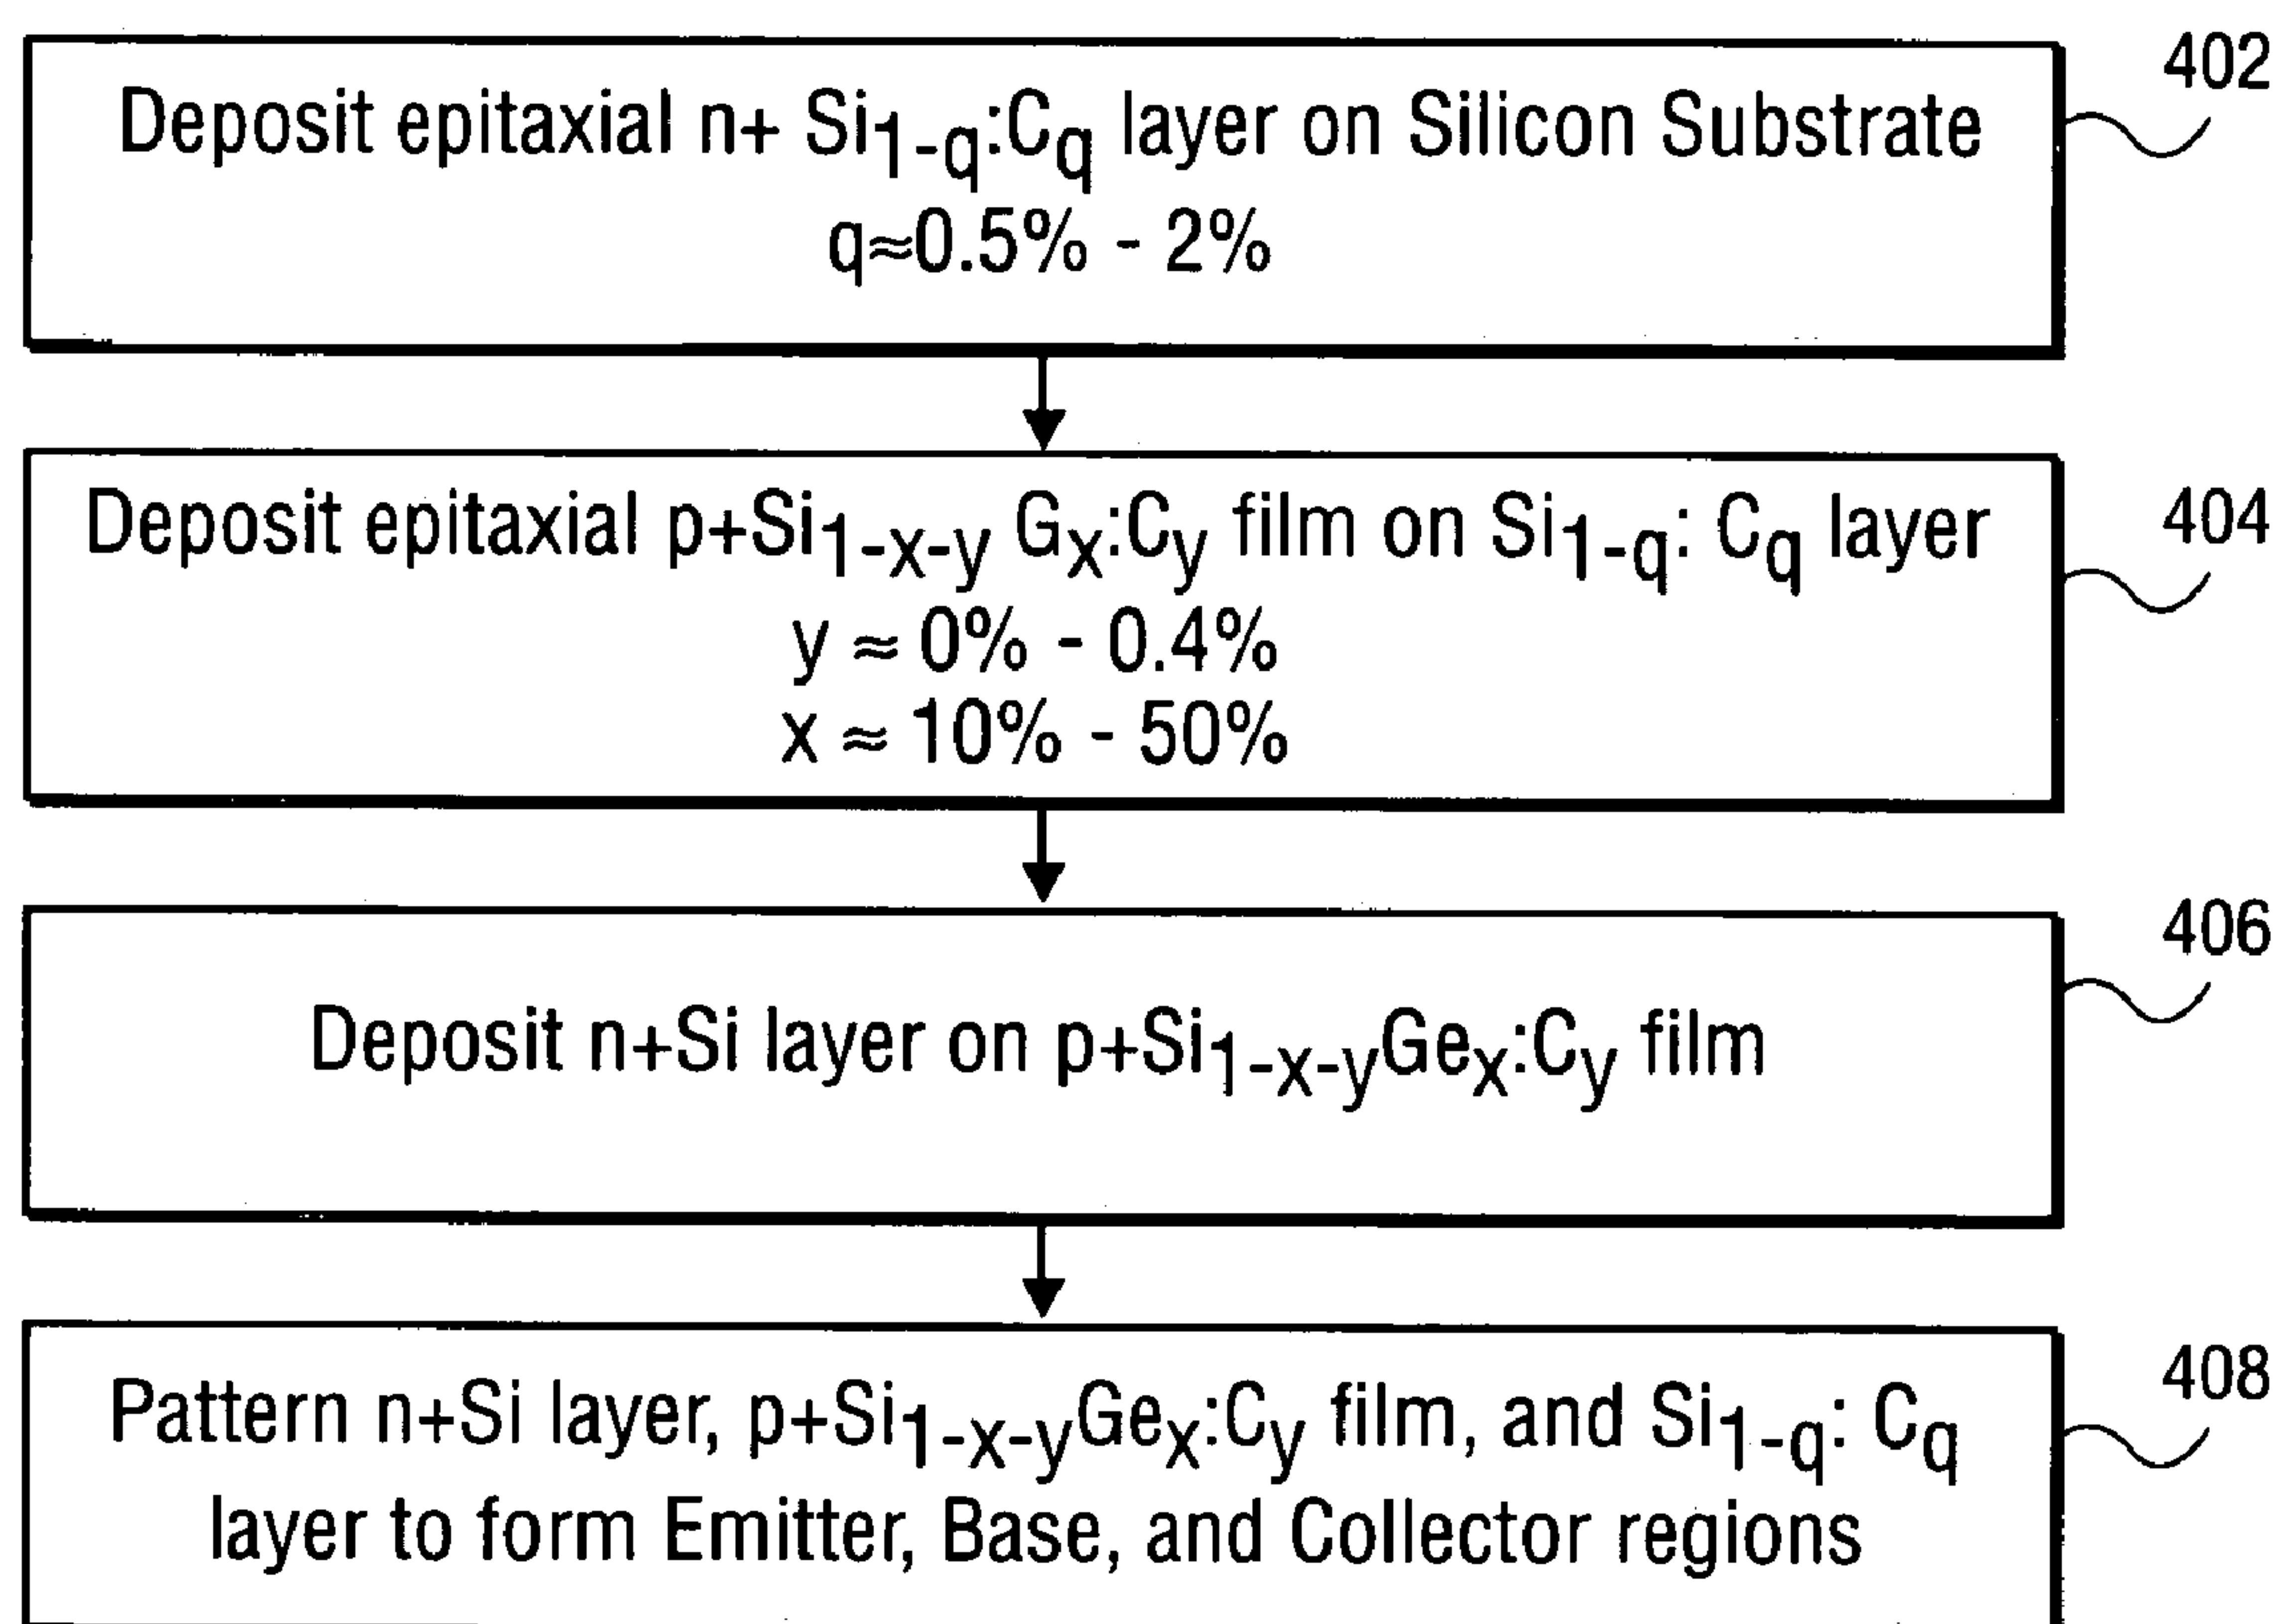 Deposit epitaxial n+ Si1-q:Cq layer on Silicon Substrate
q≈0.5% - 2%
402
Deposit epitaxial p+Si1-x-y Gx:Cy film on Si1-q: Cq layer
y ≈ 0% - 0.4%
x ≈ 10% - 50%
404
Deposit n+Si layer on p+Si1-x-yGex:Cy film
406
Pattern n+Si layer, p+Si1-x-yGex:Cy film, and Si1-q: Cq
layer to form Emitter, Base, and Collector regions
408